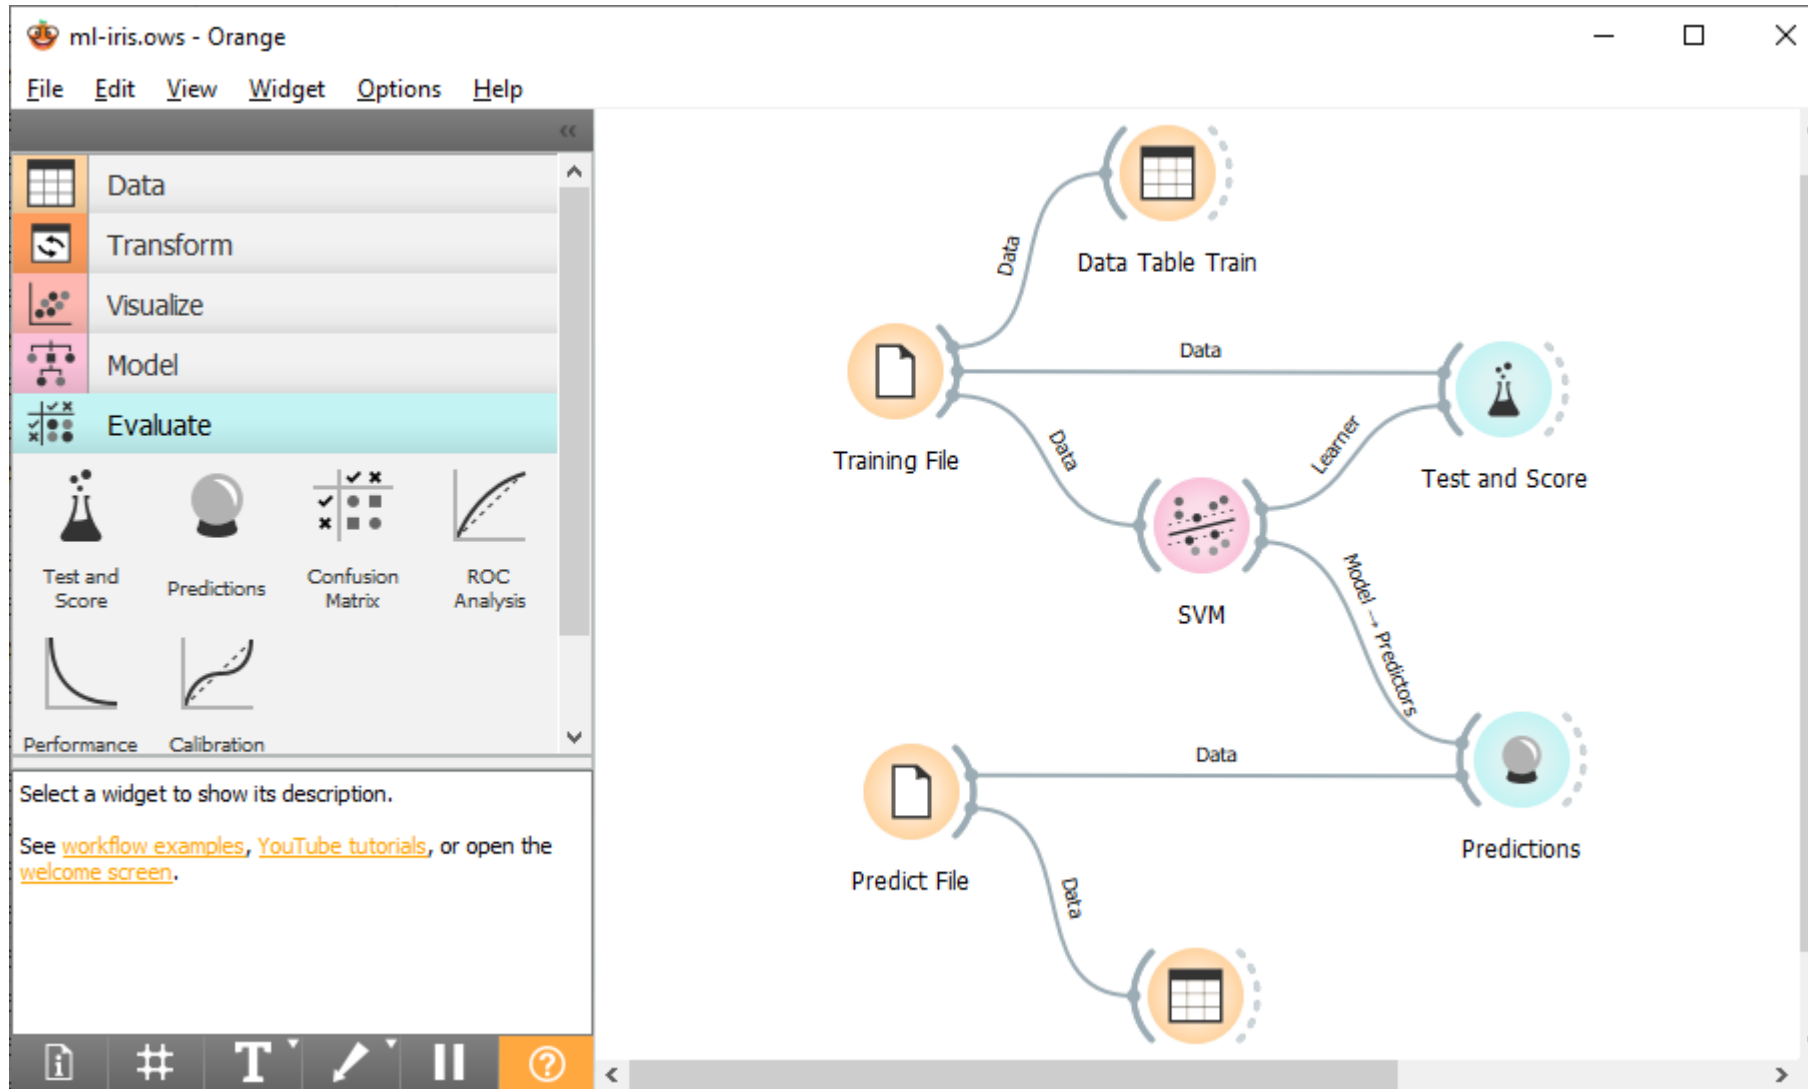 ml-iris.ows - Orange
File Edit View Widget Options Help
Data
Transform
Visualize
Model
Evaluate
Test and
Score
Predictions
Confusion
Matrix
ROC
Analysis
Performance
Calibration
Select a widget to show its description.
See workflow examples, YouTube tutorials, or open the
welcome screen.
Data
Data Table Train
Data
Training File
Data
Learner
Test and Score
SVM
Model → Predictors
Data
Predictions
Predict File
Data